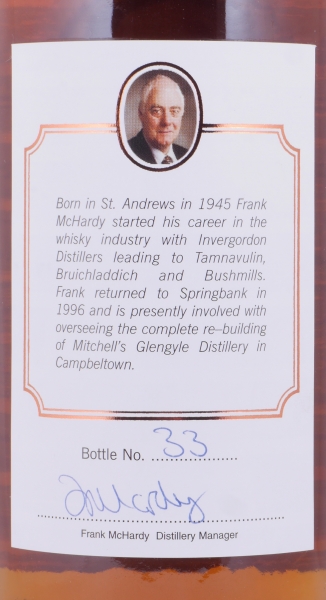 Born in St. Andrews in 1945 Frank
McHardy started his career in the
whisky industry with Invergordon
Distillers leading to Tamnavulin,
Bruichladdich and Bushmills.
Frank returned to Springbank in
1996 and is presently involved with
overseeing the complete re–building
of Mitchell's Glengyle Distillery in
Campbeltown.
Bottle No. 33
McHardy
Frank McHardy Distillery Manager